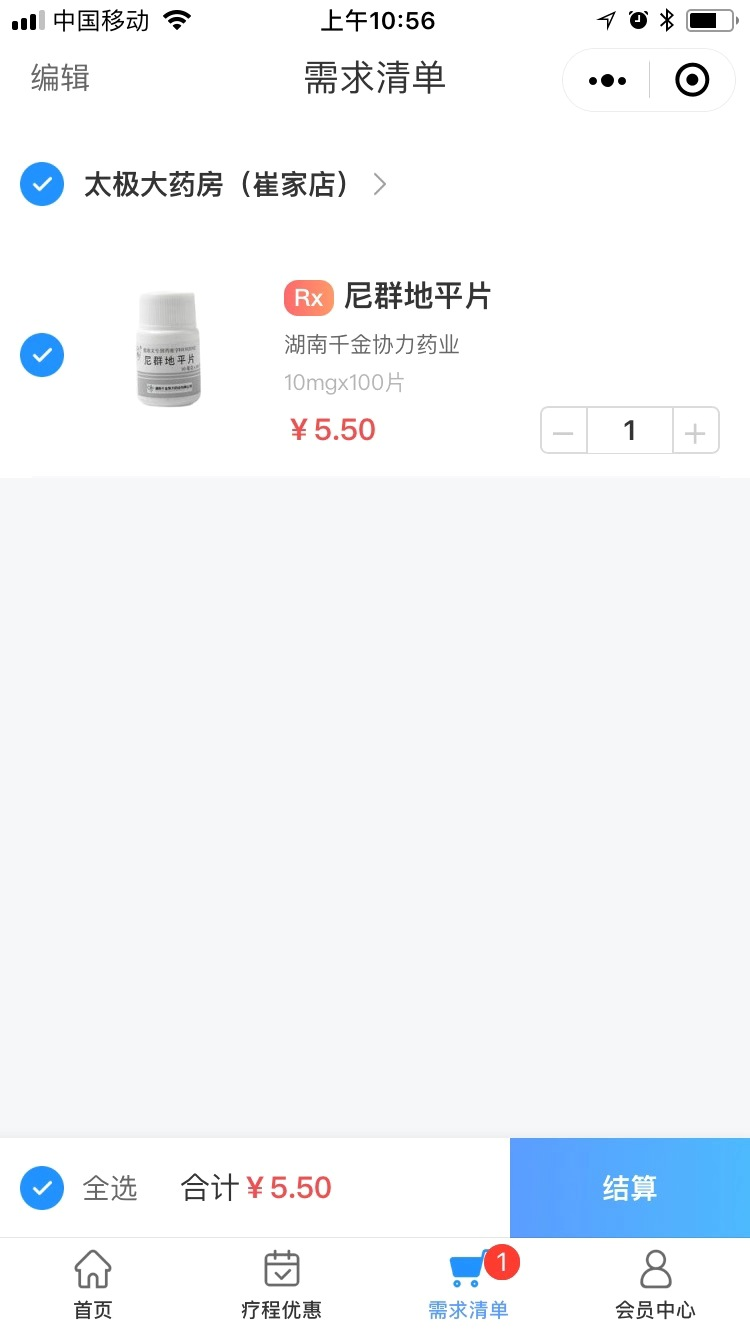 中国移动
上午10:56
编辑
需求清单
太极大药房（崔家店）
Rx 尼群地平片
尼群地平片
湖南千金协力药业
10mgx100片
¥5.50
1
全选
合计 ¥5.50
结算
首页
疗程优惠
需求清单
1
会员中心